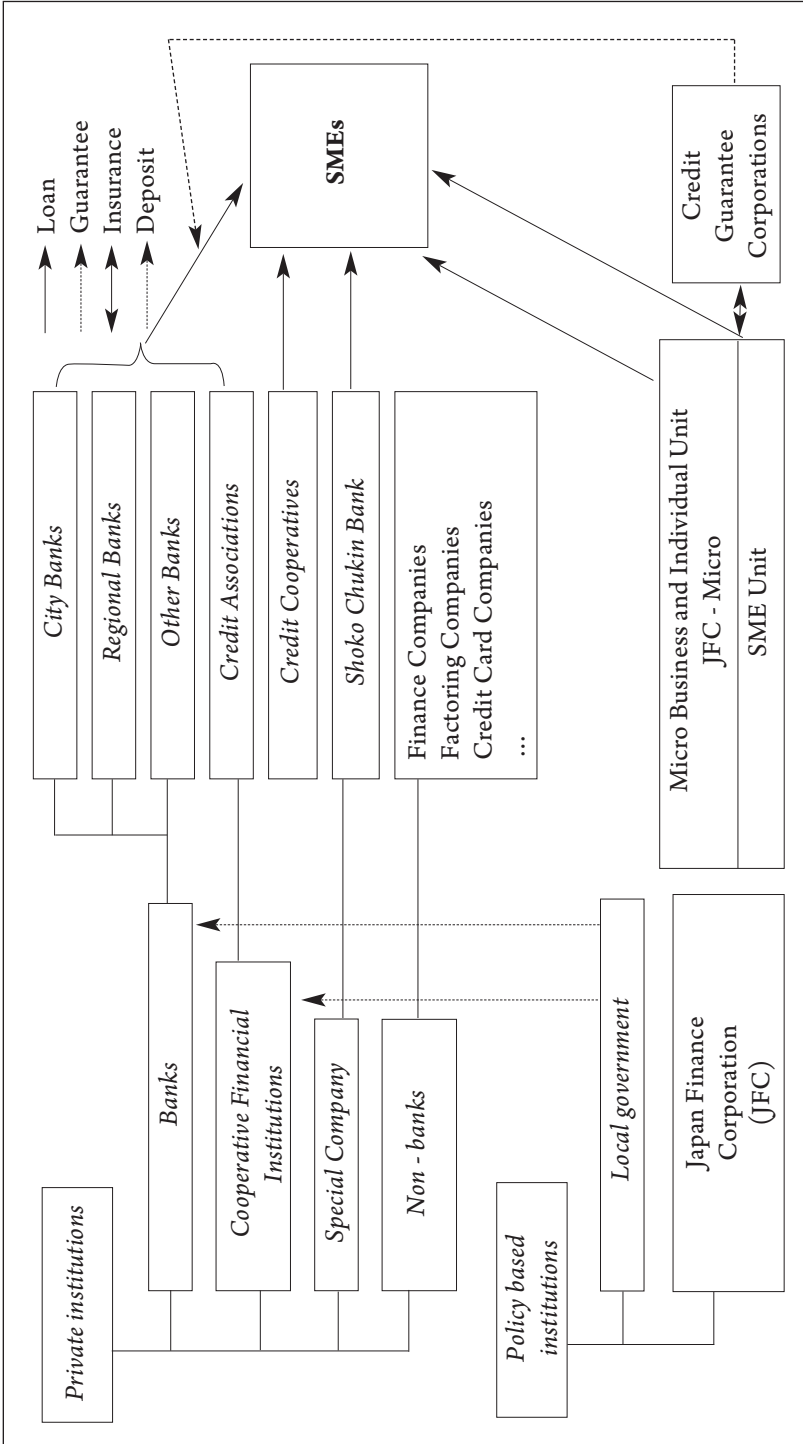 Private institutions
Banks
Cooperative Financial
Institutions
Special Company
Non - banks
City Banks
Regional Banks
Other Banks
Credit Associations
Credit Cooperatives
Shoko Chukin Bank
Finance Companies
Factoring Companies
Credit Card Companies
...
Loan
Guarantee
Insurance
Deposit
SMEs
Policy based
institutions
Local government
Japan Finance
Corporation
(JFC)
Micro Business and Individual Unit
JFC - Micro
SME Unit
Credit
Guarantee
Corporations